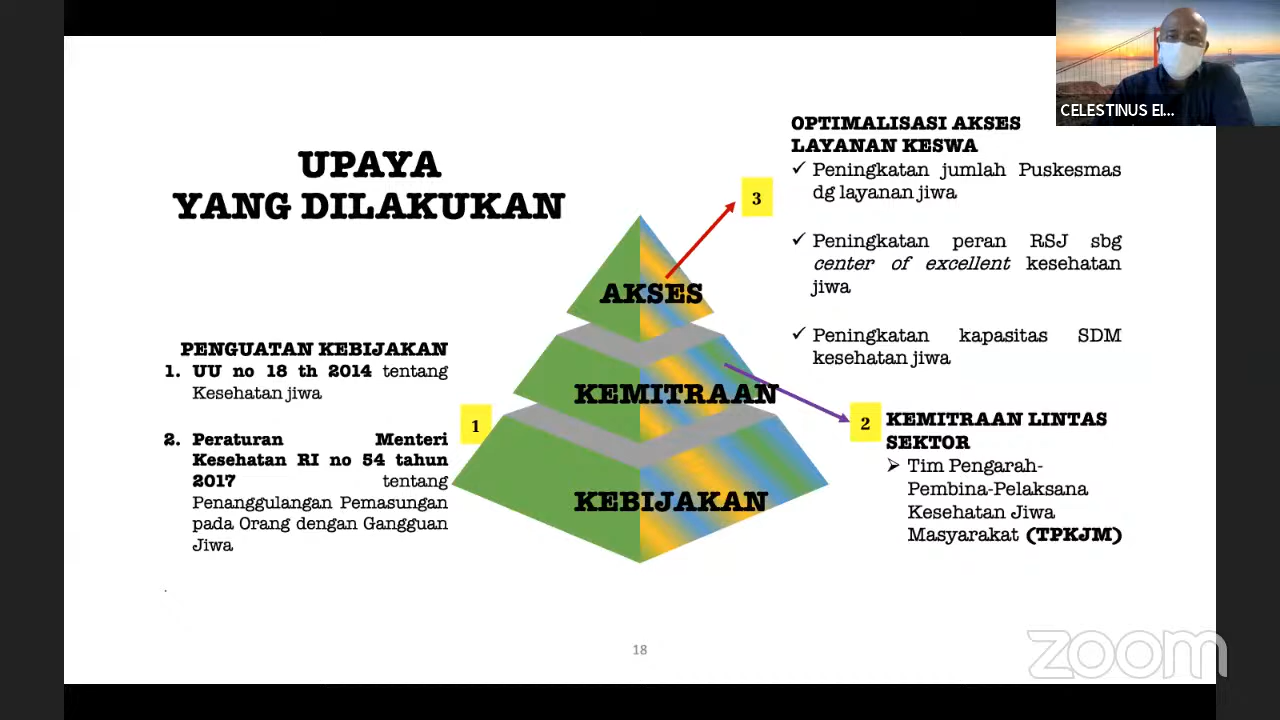 CELESTINUS EI...
UPAYA
YANG DILAKUKAN
OPTIMALISASI AKSES
LAYANAN KESWA
✓ Peningkatan jumlah Puskesmas
dg layanan jiwa
✓ Peningkatan peran RSJ sbg
center of excellent kesehatan
jiwa
✓ Peningkatan kapasitas SDM
kesehatan jiwa
3
AKSES
KEMITRAAN
KEBIJAKAN
PENGUATAN KEBIJAKAN
1. UU no 18 th 2014 tentang
Kesehatan jiwa
2. Peraturan Menteri
Kesehatan RI no 54 tahun
2017 tentang
Penanggulangan Pemasungan
pada Orang dengan Gangguan
Jiwa
.
1
2
KEMITRAAN LINTAS
SEKTOR
➢ Tim Pengarah-
Pembina-Pelaksana
Kesehatan Jiwa
Masyarakat (TPKJM)
18
zoom